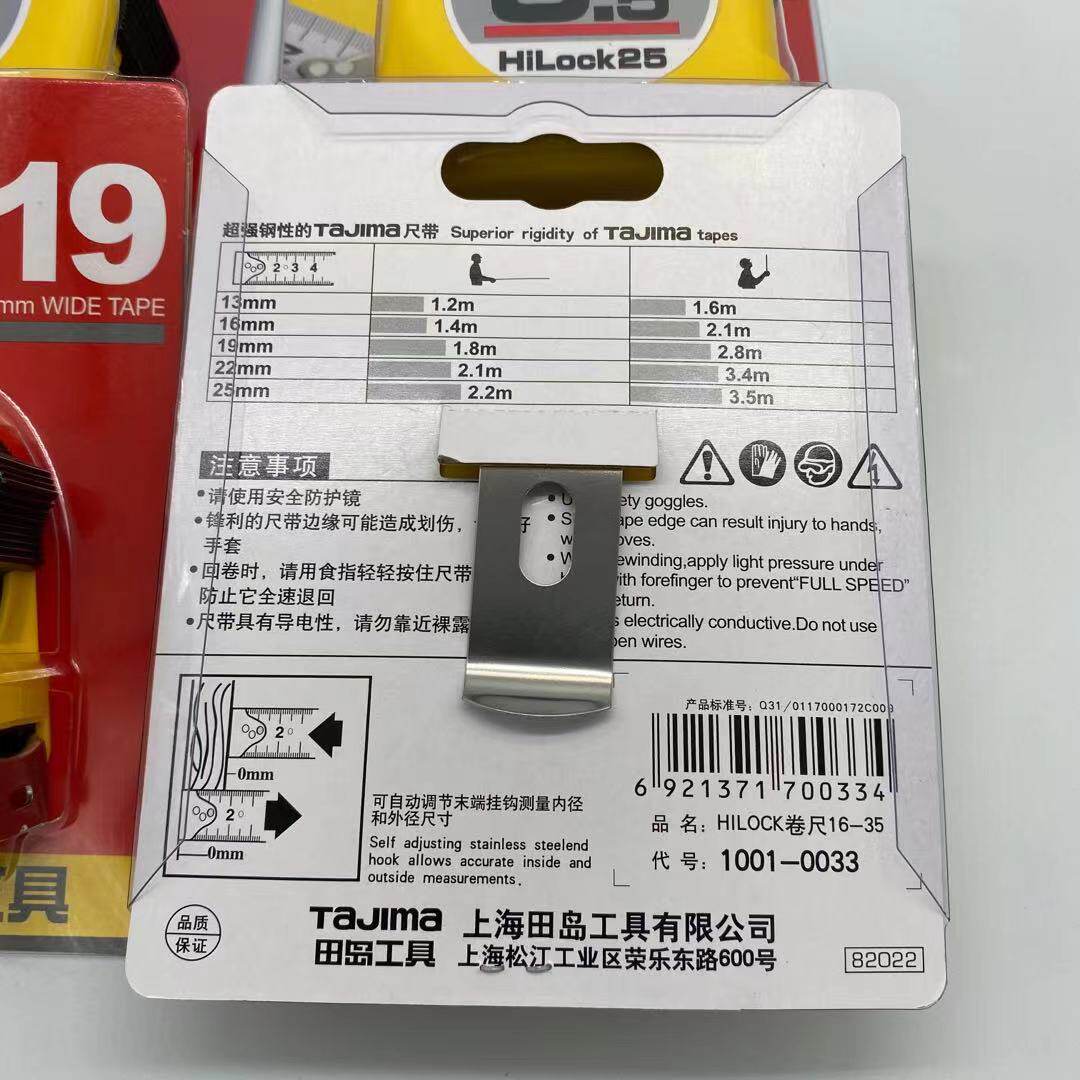 6.5
HiLock25
19
mm WIDE TAPE
具
超强钢性的TAJIMA尺带 Superior rigidity of TAJIMA tapes
2 3 4
13mm 1.2m 1.6m
16mm 1.4m 2.1m
19mm 1.8m 2.8m
22mm 2.1m 3.4m
25mm 2.2m 3.5m
注意事项
•请使用安全防护镜
•锋利的尺带边缘可能造成划伤，
好
手套
•回卷时，请用食指轻轻按住尺带
防止它全速退回
•尺带具有导电性，请勿靠近裸露
goggles.
edge can result injury to hands,
•
apply light pressure under
forefinger to prevent“FULL SPEED”
electrically conductive.Do not use
wires.
2
0mm
2
0mm
可自动调节末端挂钩测量内径
和外径尺寸
Self adjusting stainless steelend
hook allows accurate inside and
outside measurements.
产品标准号: Q31/0117000172C003
6 921371 700334
品 名: HILOCK卷尺16-35
代 号: 1001-0033
品质
保证
TAJIMA
田岛工具
上海田岛工具有限公司
上海松江工业区荣乐东路600号
82022